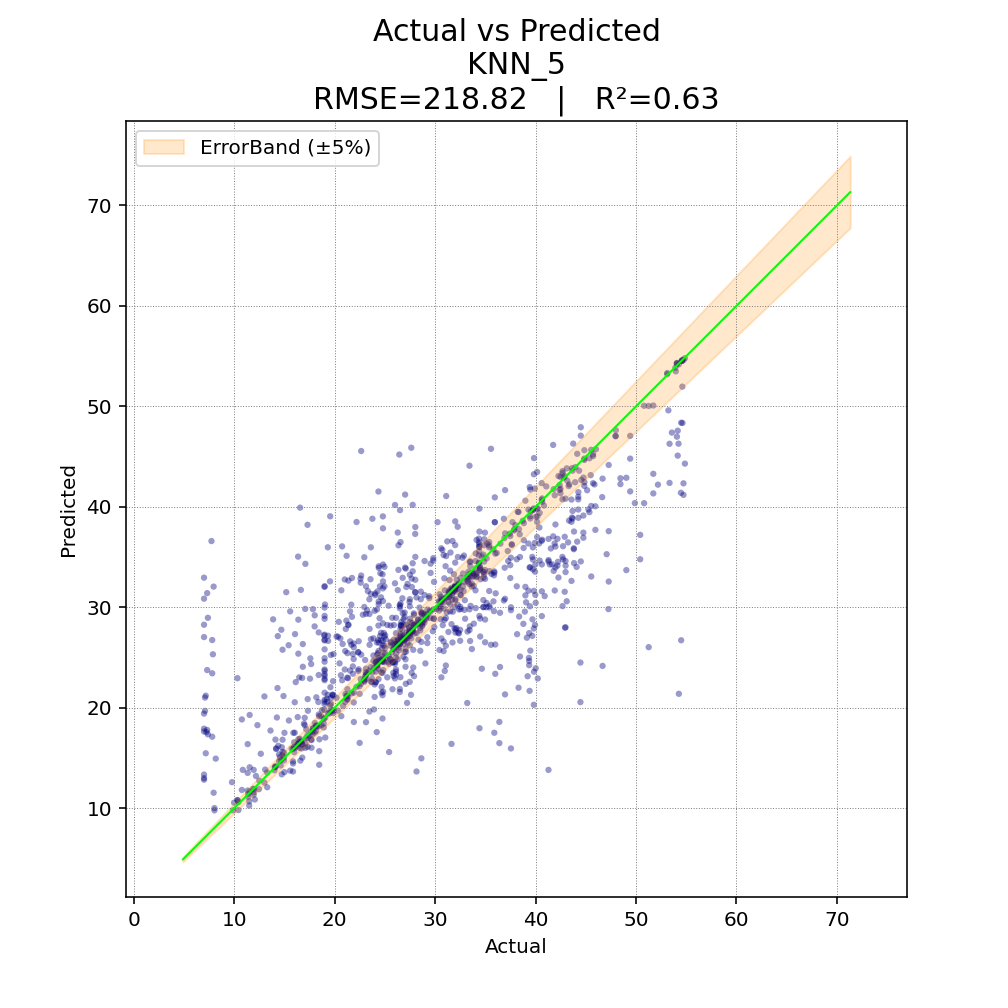 Actual vs Predicted
KNN_5
RMSE=218.82 | R²=0.63
ErrorBand (±5%)
70
60
50
40
30
20
10
Predicted
0 10 20 30 40 50 60 70
Actual